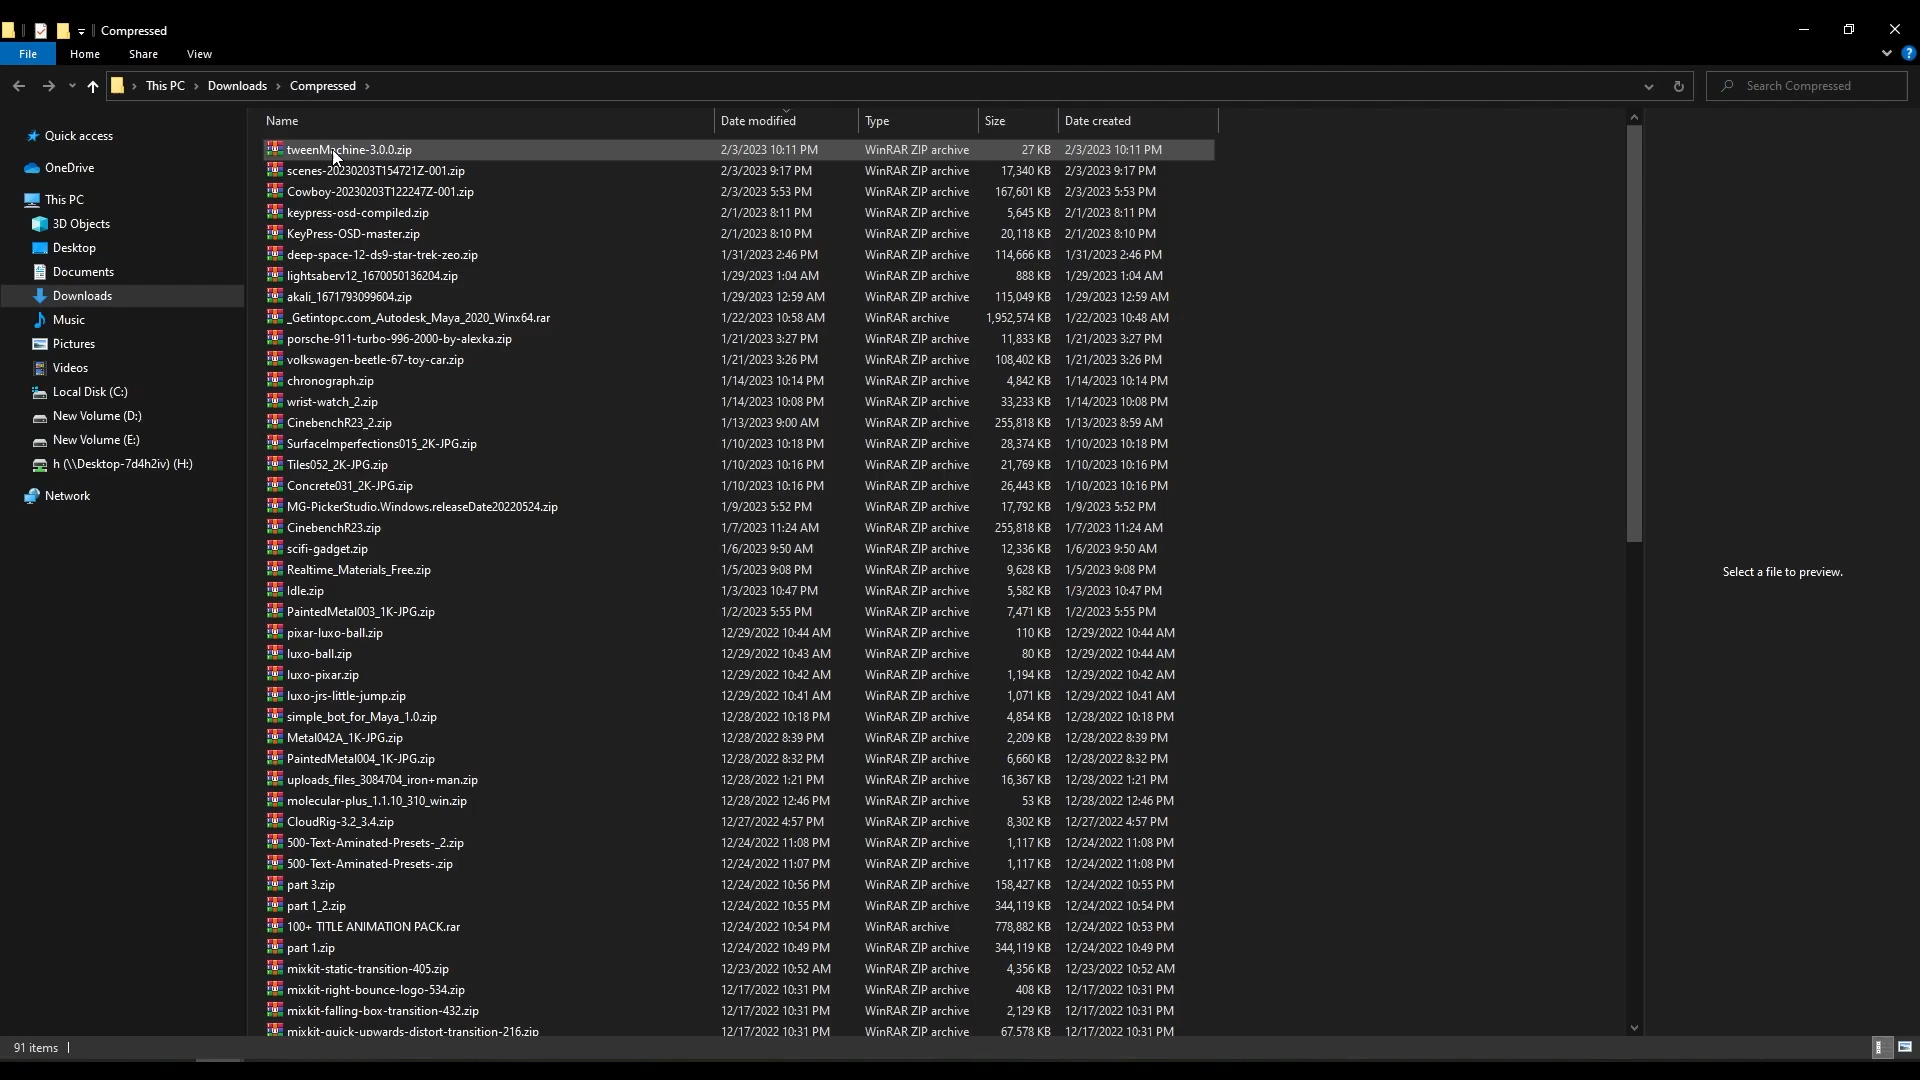 Compressed
File Home Share View
This PC Downloads Compressed Search Compressed
Name Date modified Type Size Date created
Quick access
OneDrive
This PC
3D Objects
Desktop
Documents
Downloads
Music
Pictures
Videos
Local Disk (C:)
New Volume (D:)
New Volume (E:)
h (\\Desktop-7d4h2iv) (H:)
Network
tweenMachine-3.0.0.zip 2/3/2023 10:11 PM WinRAR ZIP archive 27 KB 2/3/2023 10:11 PM
scenes-20230203T154721Z-001.zip 2/3/2023 9:17 PM WinRAR ZIP archive 17,340 KB 2/3/2023 9:17 PM
Cowboy-20230203T122247Z-001.zip 2/3/2023 5:53 PM WinRAR ZIP archive 167,601 KB 2/3/2023 5:53 PM
keypress-osd-compiled.zip 2/1/2023 8:11 PM WinRAR ZIP archive 5,645 KB 2/1/2023 8:11 PM
KeyPress-OSD-master.zip 2/1/2023 8:10 PM WinRAR ZIP archive 20,118 KB 2/1/2023 8:10 PM
deep-space-12-ds9-star-trek-zeo.zip 1/31/2023 2:46 PM WinRAR ZIP archive 114,666 KB 1/31/2023 2:46 PM
lightsaberv12_1670050136204.zip 1/29/2023 1:04 AM WinRAR ZIP archive 888 KB 1/29/2023 1:04 AM
akali_1671793099604.zip 1/29/2023 12:59 AM WinRAR ZIP archive 115,049 KB 1/29/2023 12:59 AM
_Getintopc.com_Autodesk_Maya_2020_Winx64.rar 1/22/2023 10:58 AM WinRAR archive 1,952,574 KB 1/22/2023 10:48 AM
porsche-911-turbo-996-2000-by-alexka.zip 1/21/2023 3:27 PM WinRAR ZIP archive 11,833 KB 1/21/2023 3:27 PM
volkswagen-beetle-67-toy-car.zip 1/21/2023 3:26 PM WinRAR ZIP archive 108,402 KB 1/21/2023 3:26 PM
chronograph.zip 1/14/2023 10:14 PM WinRAR ZIP archive 4,842 KB 1/14/2023 10:14 PM
wrist-watch_2.zip 1/14/2023 10:08 PM WinRAR ZIP archive 33,233 KB 1/14/2023 10:08 PM
CinebenchR23_2.zip 1/13/2023 9:00 AM WinRAR ZIP archive 255,818 KB 1/13/2023 8:59 AM
SurfaceImperfections015_2K-JPG.zip 1/10/2023 10:18 PM WinRAR ZIP archive 28,374 KB 1/10/2023 10:18 PM
Tiles052_2K-JPG.zip 1/10/2023 10:16 PM WinRAR ZIP archive 21,769 KB 1/10/2023 10:16 PM
Concrete031_2K-JPG.zip 1/10/2023 10:16 PM WinRAR ZIP archive 26,443 KB 1/10/2023 10:16 PM
MG-PickerStudio.Windows.releaseDate20220524.zip 1/9/2023 5:52 PM WinRAR ZIP archive 17,792 KB 1/9/2023 5:52 PM
CinebenchR23.zip 1/7/2023 11:24 AM WinRAR ZIP archive 255,818 KB 1/7/2023 11:24 AM
scifi-gadget.zip 1/6/2023 9:50 AM WinRAR ZIP archive 12,336 KB 1/6/2023 9:50 AM
Realtime_Materials_Free.zip 1/5/2023 9:08 PM WinRAR ZIP archive 9,628 KB 1/5/2023 9:08 PM
Idle.zip 1/3/2023 10:47 PM WinRAR ZIP archive 5,582 KB 1/3/2023 10:47 PM
PaintedMetal003_1K-JPG.zip 1/2/2023 5:55 PM WinRAR ZIP archive 7,471 KB 1/2/2023 5:55 PM
pixar-luxo-ball.zip 12/29/2022 10:44 AM WinRAR ZIP archive 110 KB 12/29/2022 10:44 AM
luxo-ball.zip 12/29/2022 10:43 AM WinRAR ZIP archive 80 KB 12/29/2022 10:44 AM
luxo-pixar.zip 12/29/2022 10:42 AM WinRAR ZIP archive 1,194 KB 12/29/2022 10:42 AM
luxo-jrs-little-jump.zip 12/29/2022 10:41 AM WinRAR ZIP archive 1,071 KB 12/29/2022 10:41 AM
simple_bot_for_Maya_1.0.zip 12/28/2022 10:18 PM WinRAR ZIP archive 4,854 KB 12/28/2022 10:18 PM
Metal042A_1K-JPG.zip 12/28/2022 8:39 PM WinRAR ZIP archive 2,209 KB 12/28/2022 8:39 PM
PaintedMetal004_1K-JPG.zip 12/28/2022 8:32 PM WinRAR ZIP archive 6,660 KB 12/28/2022 8:32 PM
uploads_files_3084704_iron+man.zip 12/28/2022 1:21 PM WinRAR ZIP archive 16,367 KB 12/28/2022 1:21 PM
molecular-plus_1.1.10_310_win.zip 12/28/2022 12:46 PM WinRAR ZIP archive 53 KB 12/28/2022 12:46 PM
CloudRig-3.2_3.4.zip 12/27/2022 4:57 PM WinRAR ZIP archive 8,302 KB 12/27/2022 4:57 PM
500-Text-Aminated-Presets-_2.zip 12/24/2022 11:08 PM WinRAR ZIP archive 1,117 KB 12/24/2022 11:08 PM
500-Text-Aminated-Presets-.zip 12/24/2022 11:07 PM WinRAR ZIP archive 1,117 KB 12/24/2022 11:08 PM
part 3.zip 12/24/2022 10:56 PM WinRAR ZIP archive 158,427 KB 12/24/2022 10:55 PM
part 1_2.zip 12/24/2022 10:55 PM WinRAR ZIP archive 344,119 KB 12/24/2022 10:54 PM
100+ TITLE ANIMATION PACK.rar 12/24/2022 10:54 PM WinRAR archive 778,882 KB 12/24/2022 10:53 PM
part 1.zip 12/24/2022 10:49 PM WinRAR ZIP archive 344,119 KB 12/24/2022 10:49 PM
mixkit-static-transition-405.zip 12/23/2022 10:52 AM WinRAR ZIP archive 4,356 KB 12/23/2022 10:52 AM
mixkit-right-bounce-logo-534.zip 12/17/2022 10:31 PM WinRAR ZIP archive 408 KB 12/17/2022 10:31 PM
mixkit-falling-box-transition-432.zip 12/17/2022 10:31 PM WinRAR ZIP archive 2,129 KB 12/17/2022 10:31 PM
mixkit-quick-upwards-distort-transition-216.zip 12/17/2022 10:31 PM WinRAR ZIP archive 67,578 KB 12/17/2022 10:31 PM
Select a file to preview.
91 items